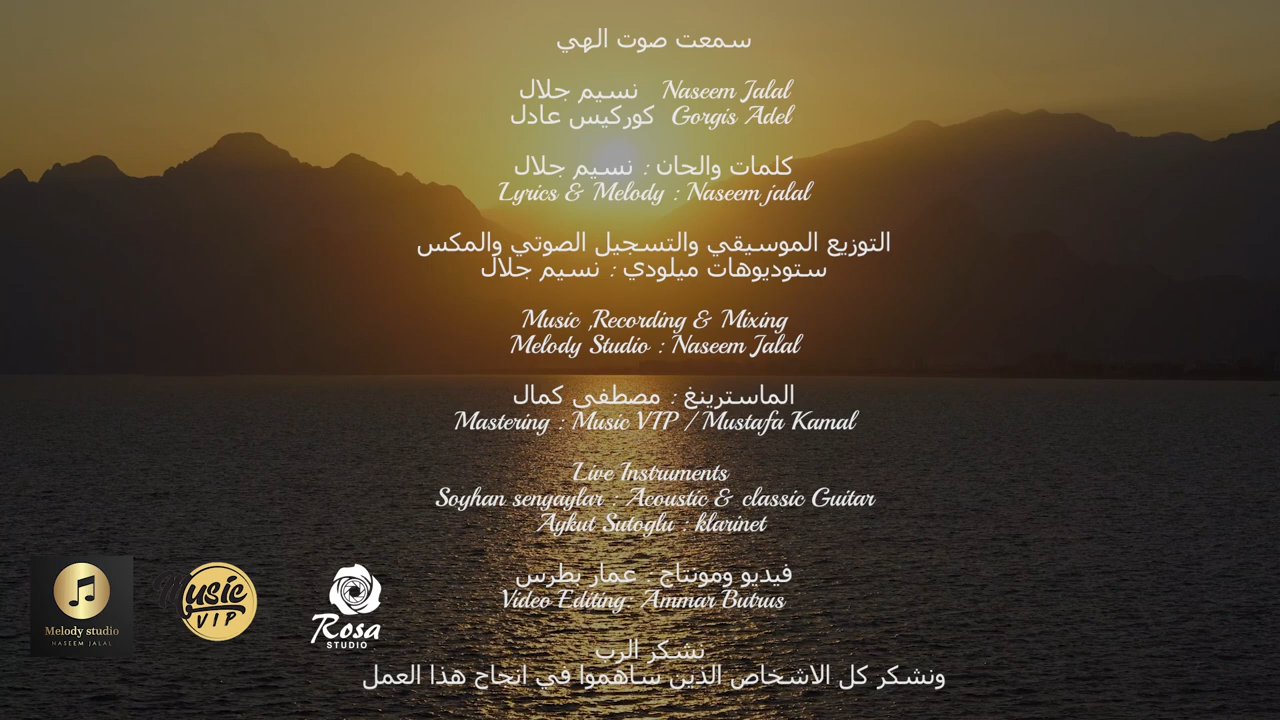 سمعت صوت الهي
نسيم جلال Naseem Jalal
كوركيس عادل Gorgis Adel
كلمات والحان : نسيم جلال
Lyrics & Melody : Naseem jalal
التوزيع الموسيقي والتسجيل الصوتي والمكس
ستوديوهات ميلودي : نسيم جلال
Music ,Recording & Mixing
Melody Studio : Naseem Jalal
الماسترينغ : مصطفى كمال
Mastering : Music VIP / Mustafa Kamal
Live Instruments
Soyhan sengaylar : Acoustic & classic Guitar
Aykut Sutoglu : klarinet
فيديو ومونتاج : عمار بطرس
Video Editing: Ammar Butrus
نشكر الرب
ونشكر كل الاشخاص الذين ساهموا في انجاح هذا العمل
Melody studio
NASEEM JALAL
Music
VIP
Rosa
STUDIO